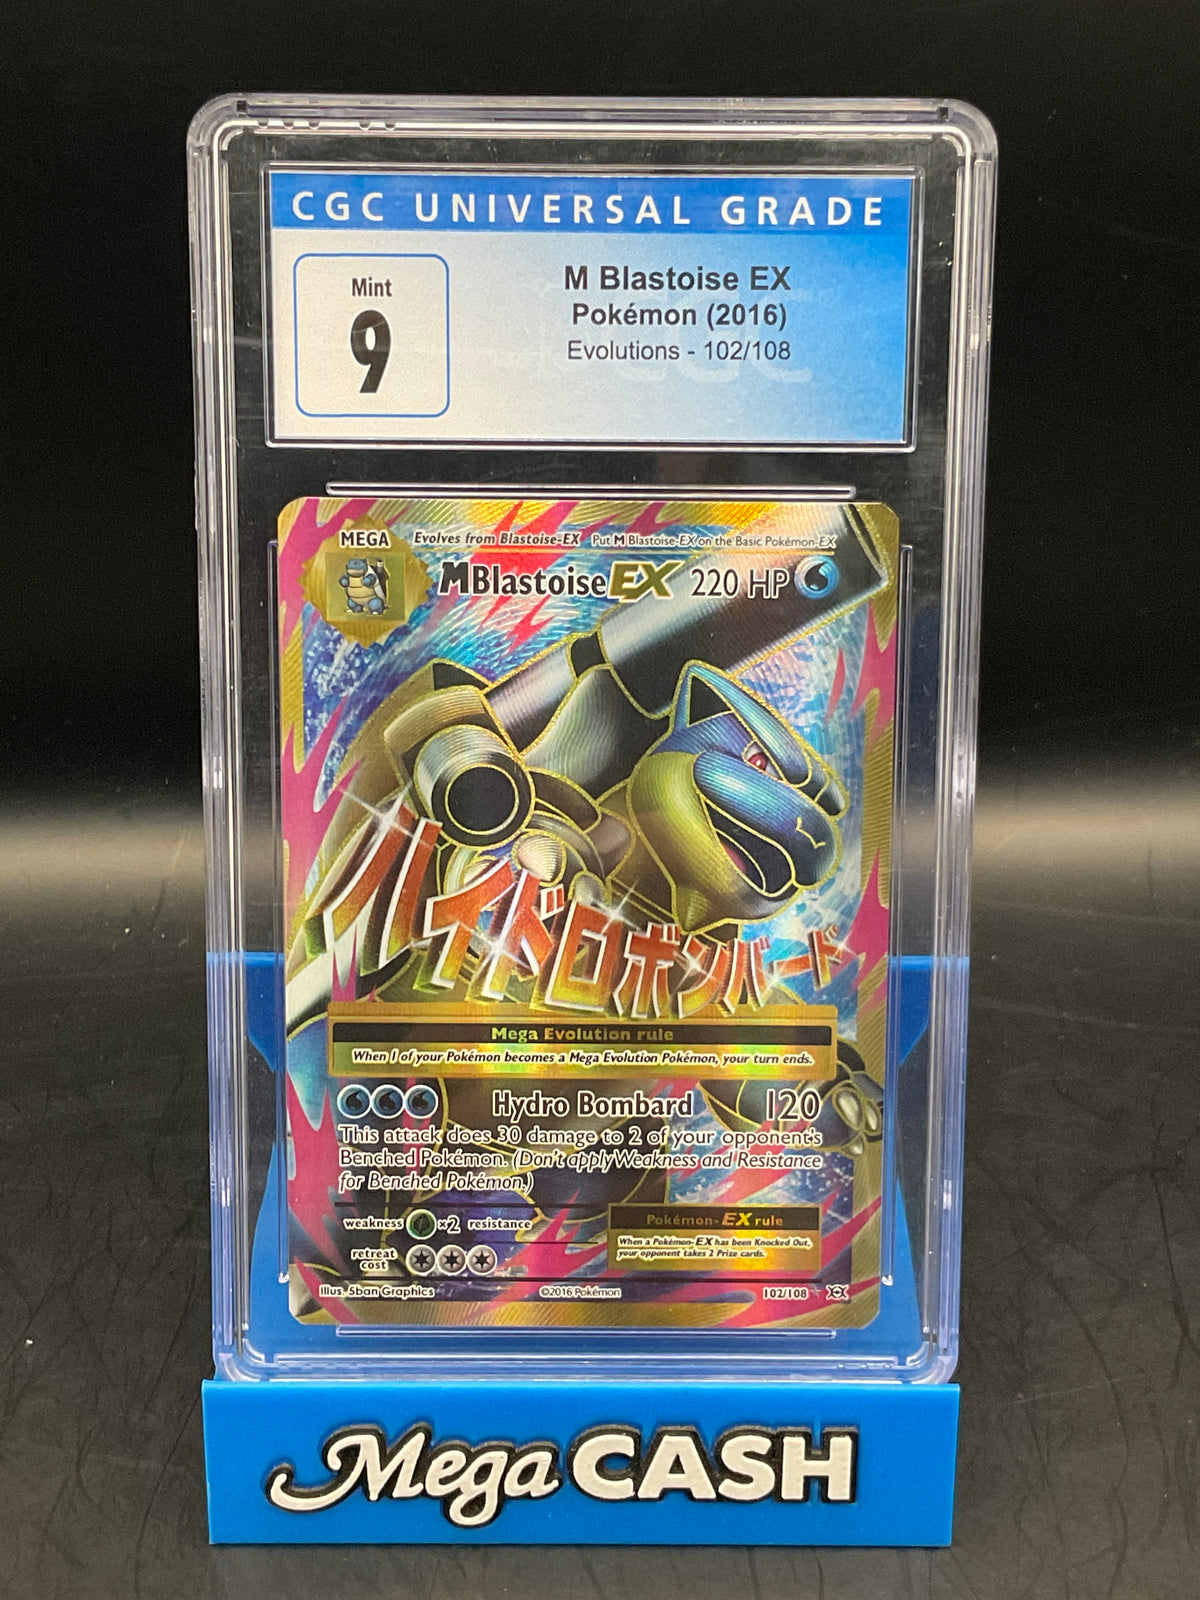 CGC UNIVERSAL GRADE
Mint
9
M Blastoise EX
Pokémon (2016)
Evolutions - 102/108
MEGA
Evolves from Blastoise-EX Put M Blastoise-EX on the Basic Pokémon-EX
M Blastoise EX 220 HP
ハイドロボンバード
Mega Evolution rule
When 1 of your Pokémon becomes a Mega Evolution Pokémon, your turn ends.
Hydro Bombard 120
This attack does 30 damage to 2 of your opponent's
Benched Pokémon. (Don't apply Weakness and Resistance
for Benched Pokémon.)
weakness ×2 resistance
Pokémon-EX rule
When a Pokémon-EX has been Knocked Out,
your opponent takes 2 Prize cards.
retreat
cost
Illus. 5ban Graphics ©2016 Pokémon 102/108
Mega CASH